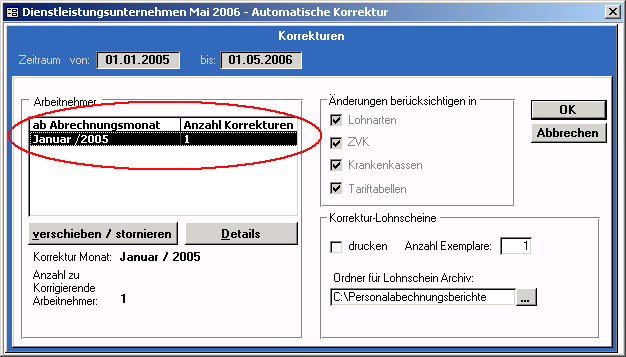 Dienstleistungsunternehmen Mai 2006 - Automatische Korrektur
Korrekturen
Zeitraum von: 01.01.2005 bis: 01.05.2006
Arbeitnehmer
ab Abrechnungsmonat Anzahl Korrekturen
Januar /2005 1
verschieben / stornieren Details
Korrektur Monat: Januar / 2005
Anzahl zu
Korrigierende
Arbeitnehmer: 1
Änderungen berücksichtigen in
Lohnarten
ZVK
Krankenkassen
Tariftabellen
OK
Abbrechen
Korrektur-Lohnscheine
drucken Anzahl Exemplare: 1
Ordner für Lohnschein Archiv:
C:\Personalabechnungsberichte ...